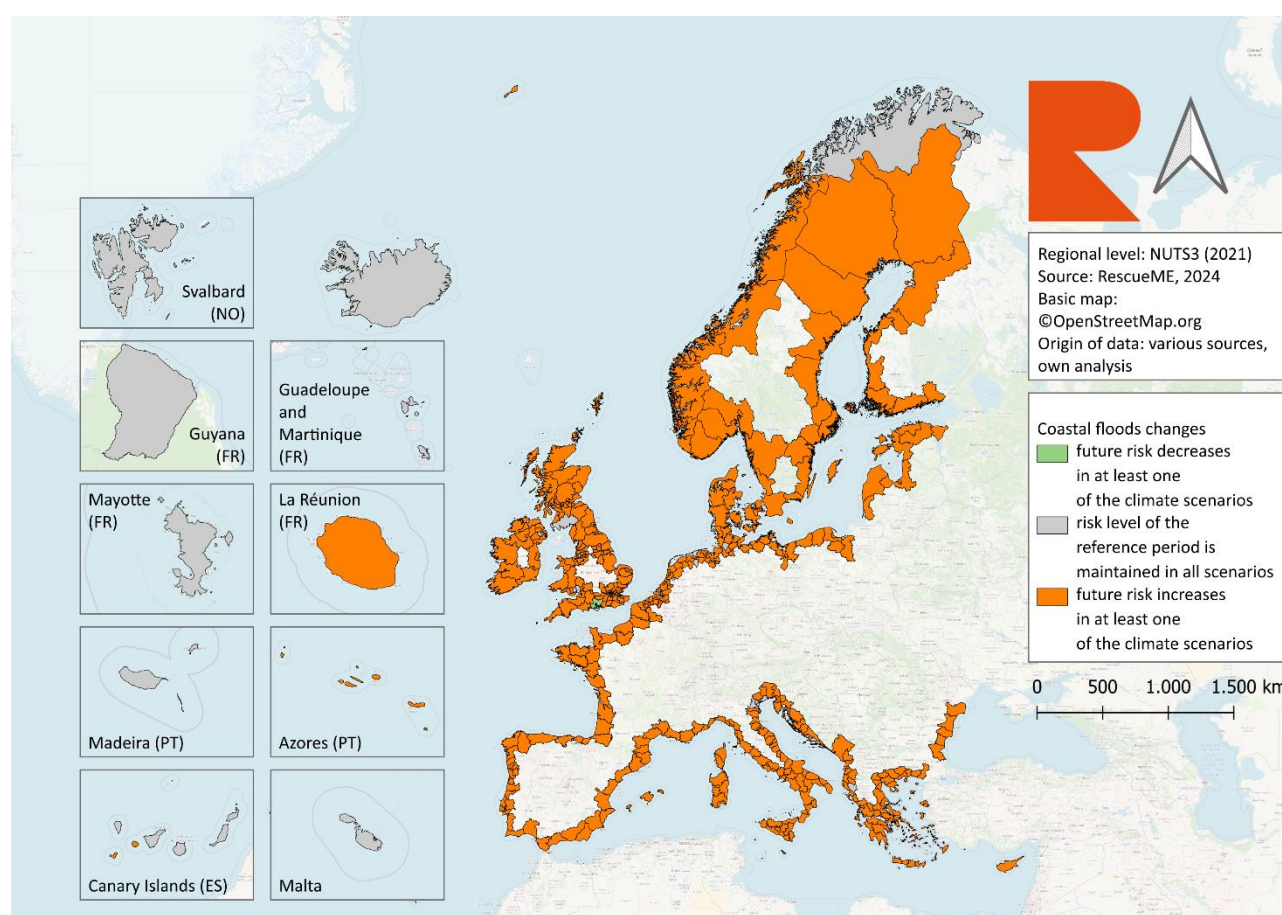 Svalbard
(NO)
Guyana
(FR)
Guadeloupe
and
Martinique
(FR)
Mayotte
(FR)
La Réunion
(FR)
Madeira (PT)
Azores (PT)
Canary Islands (ES)
Malta
R
Regional level: NUTS3 (2021)
Source: RescueME, 2024
Basic map:
©OpenStreetMap.org
Origin of data: various sources,
own analysis
Coastal floods changes
future risk decreases
in at least one
of the climate scenarios
risk level of the
reference period is
maintained in all scenarios
future risk increases
in at least one
of the climate scenarios
0 500 1.000 1.500 km